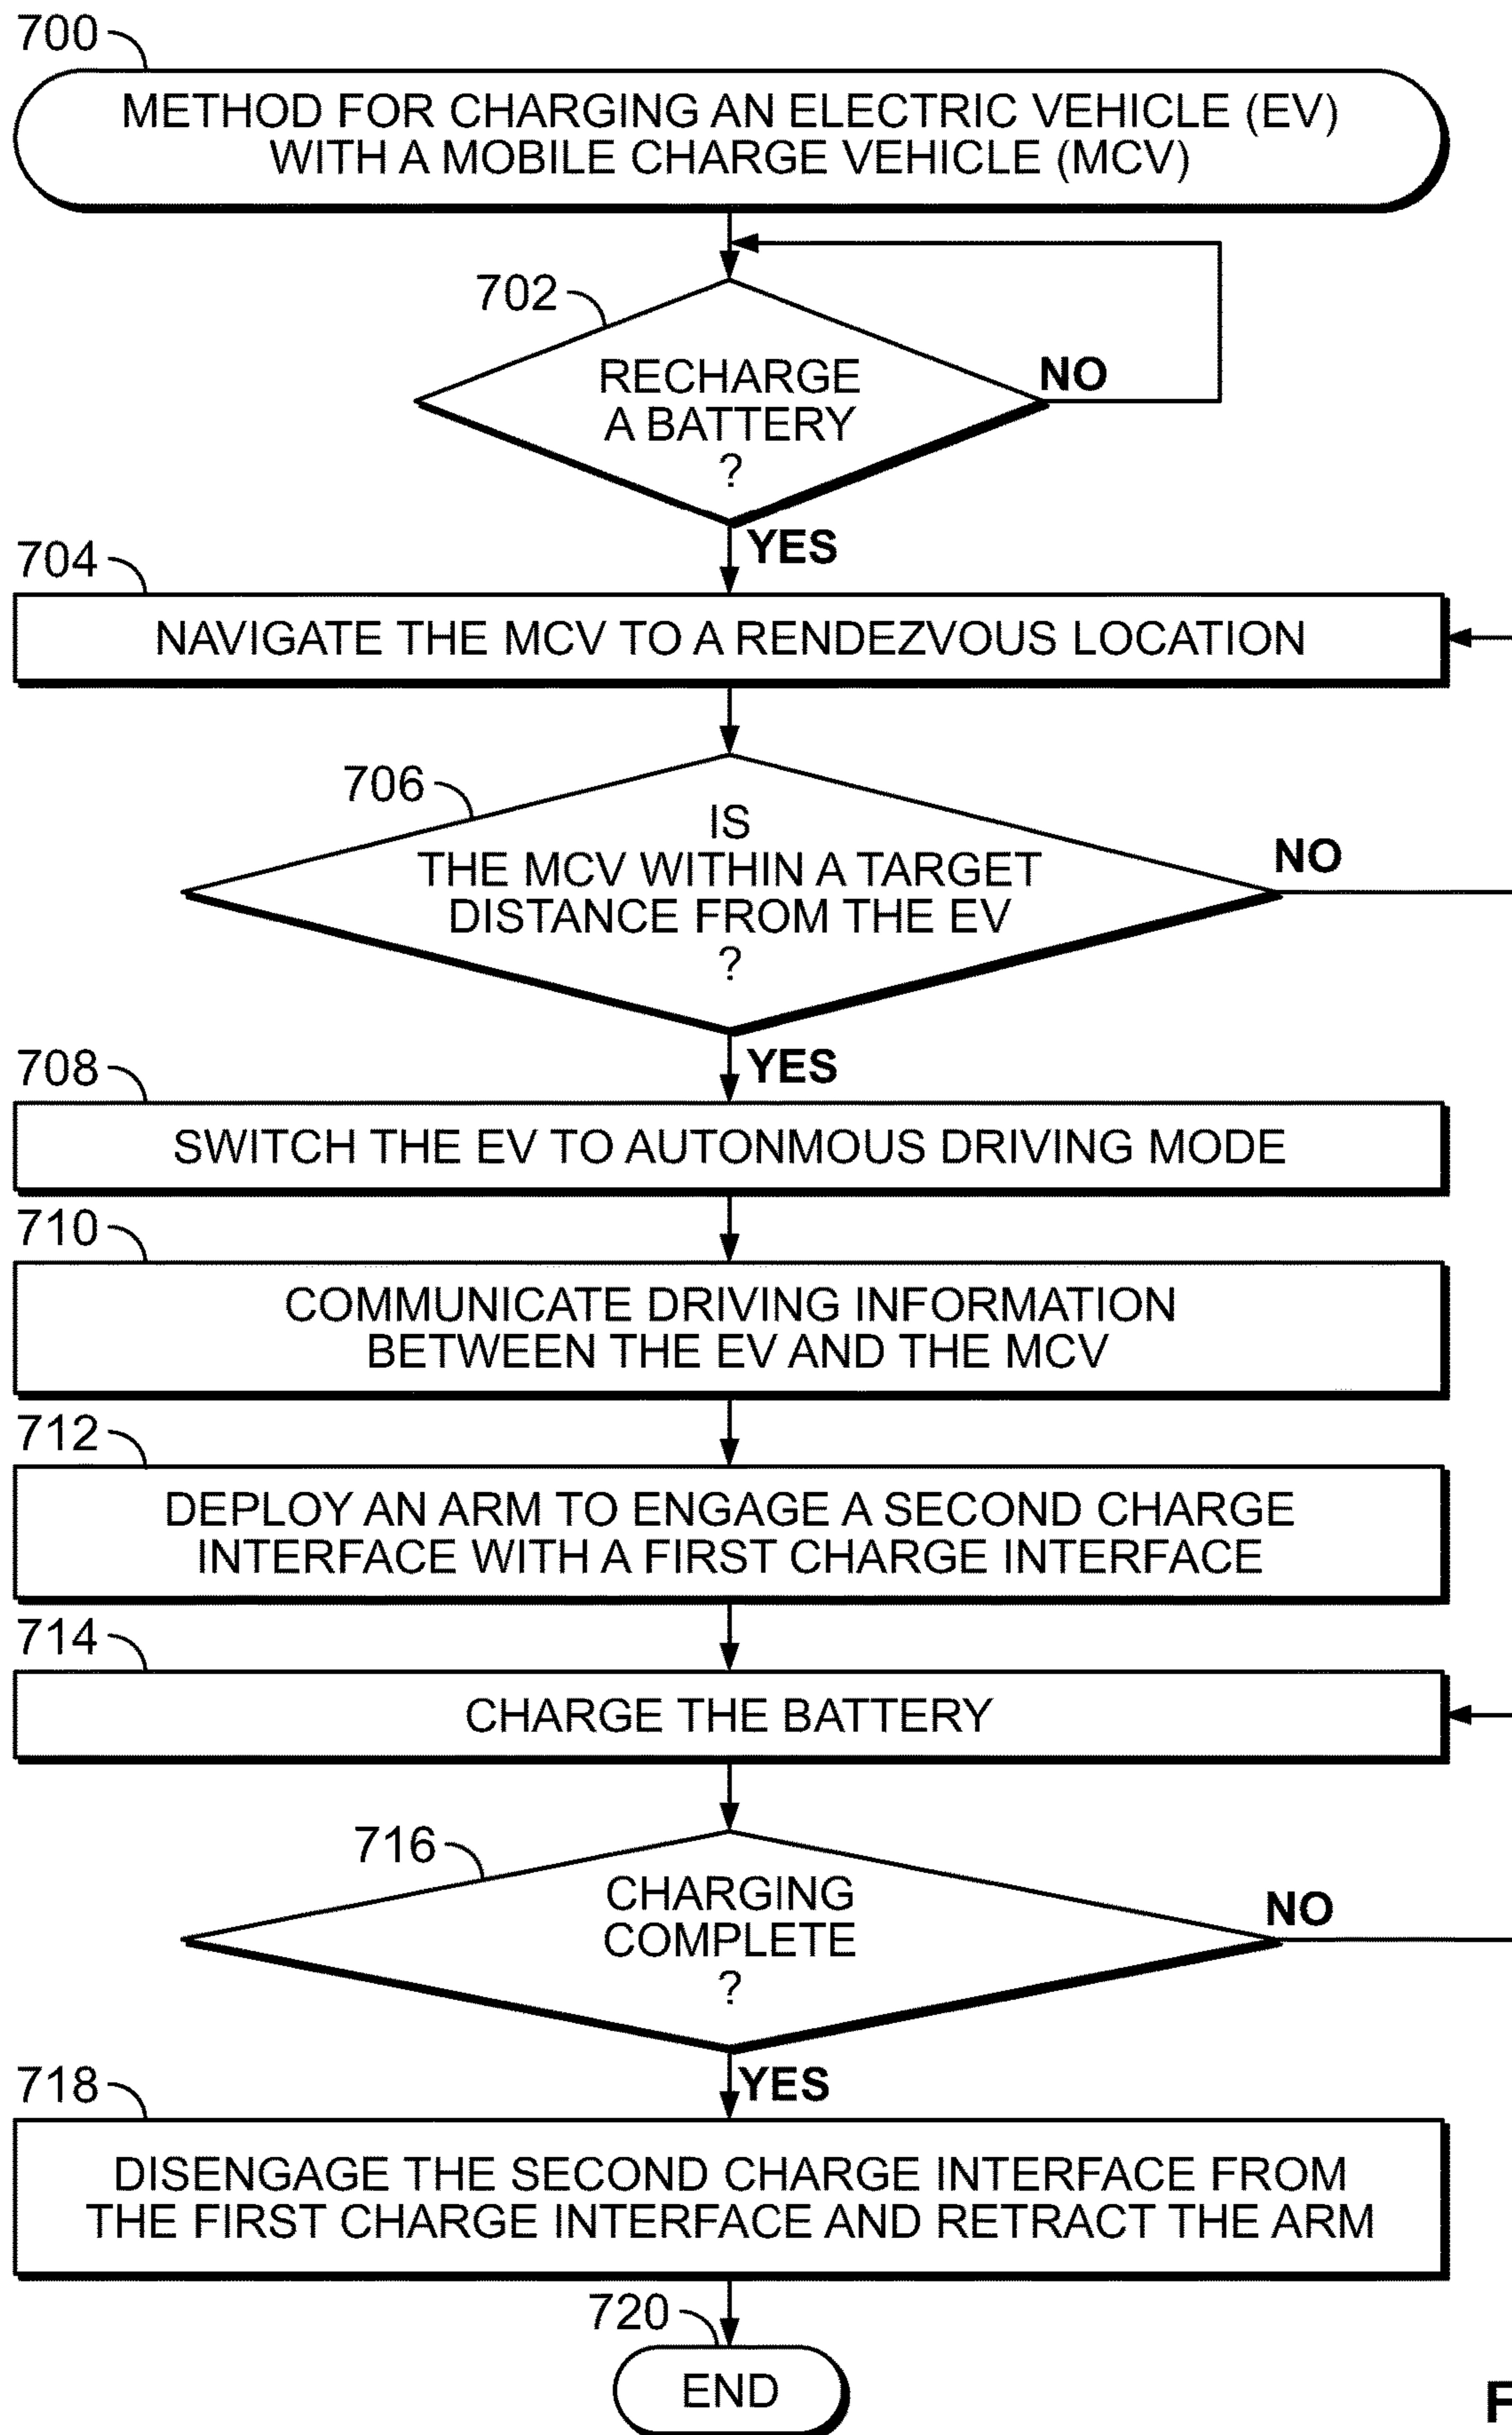 700
METHOD FOR CHARGING AN ELECTRIC VEHICLE (EV)
WITH A MOBILE CHARGE VEHICLE (MCV)
702
RECHARGE
A BATTERY
?
NO
YES
704
NAVIGATE THE MCV TO A RENDEZVOUS LOCATION
706
IS
THE MCV WITHIN A TARGET
DISTANCE FROM THE EV
?
NO
YES
708
SWITCH THE EV TO AUTONMOUS DRIVING MODE
710
COMMUNICATE DRIVING INFORMATION
BETWEEN THE EV AND THE MCV
712
DEPLOY AN ARM TO ENGAGE A SECOND CHARGE
INTERFACE WITH A FIRST CHARGE INTERFACE
714
CHARGE THE BATTERY
716
CHARGING
COMPLETE
?
NO
YES
718
DISENGAGE THE SECOND CHARGE INTERFACE FROM
THE FIRST CHARGE INTERFACE AND RETRACT THE ARM
720
END